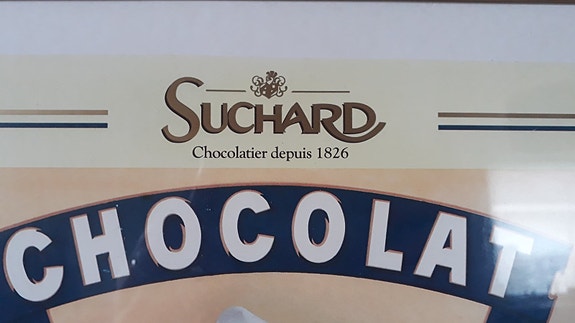 SUCHARD
Chocolatier depuis 1826
CHOCOLAT